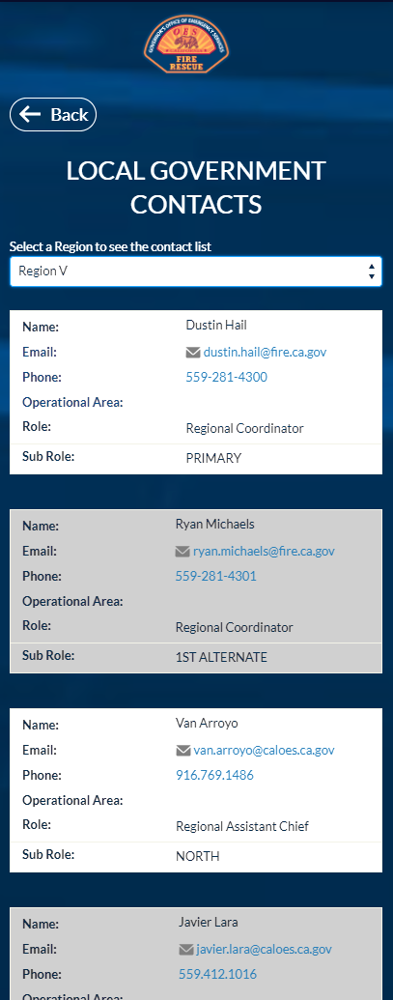 GOVERNOR'S OFFICE OF EMERGENCY SERVICES
OES
FIRE
RESCUE
Back
LOCAL GOVERNMENT
CONTACTS
Select a Region to see the contact list
Region V
Name: Dustin Hail
Email: dustin.hail@fire.ca.gov
Phone: 559-281-4300
Operational Area:
Role: Regional Coordinator
Sub Role: PRIMARY
Name: Ryan Michaels
Email: ryan.michaels@fire.ca.gov
Phone: 559-281-4301
Operational Area:
Role: Regional Coordinator
Sub Role: 1ST ALTERNATE
Name: Van Arroyo
Email: van.arroyo@caloes.ca.gov
Phone: 916.769.1486
Operational Area:
Role: Regional Assistant Chief
Sub Role: NORTH
Name: Javier Lara
Email: javier.lara@caloes.ca.gov
Phone: 559.412.1016
Operational Area: